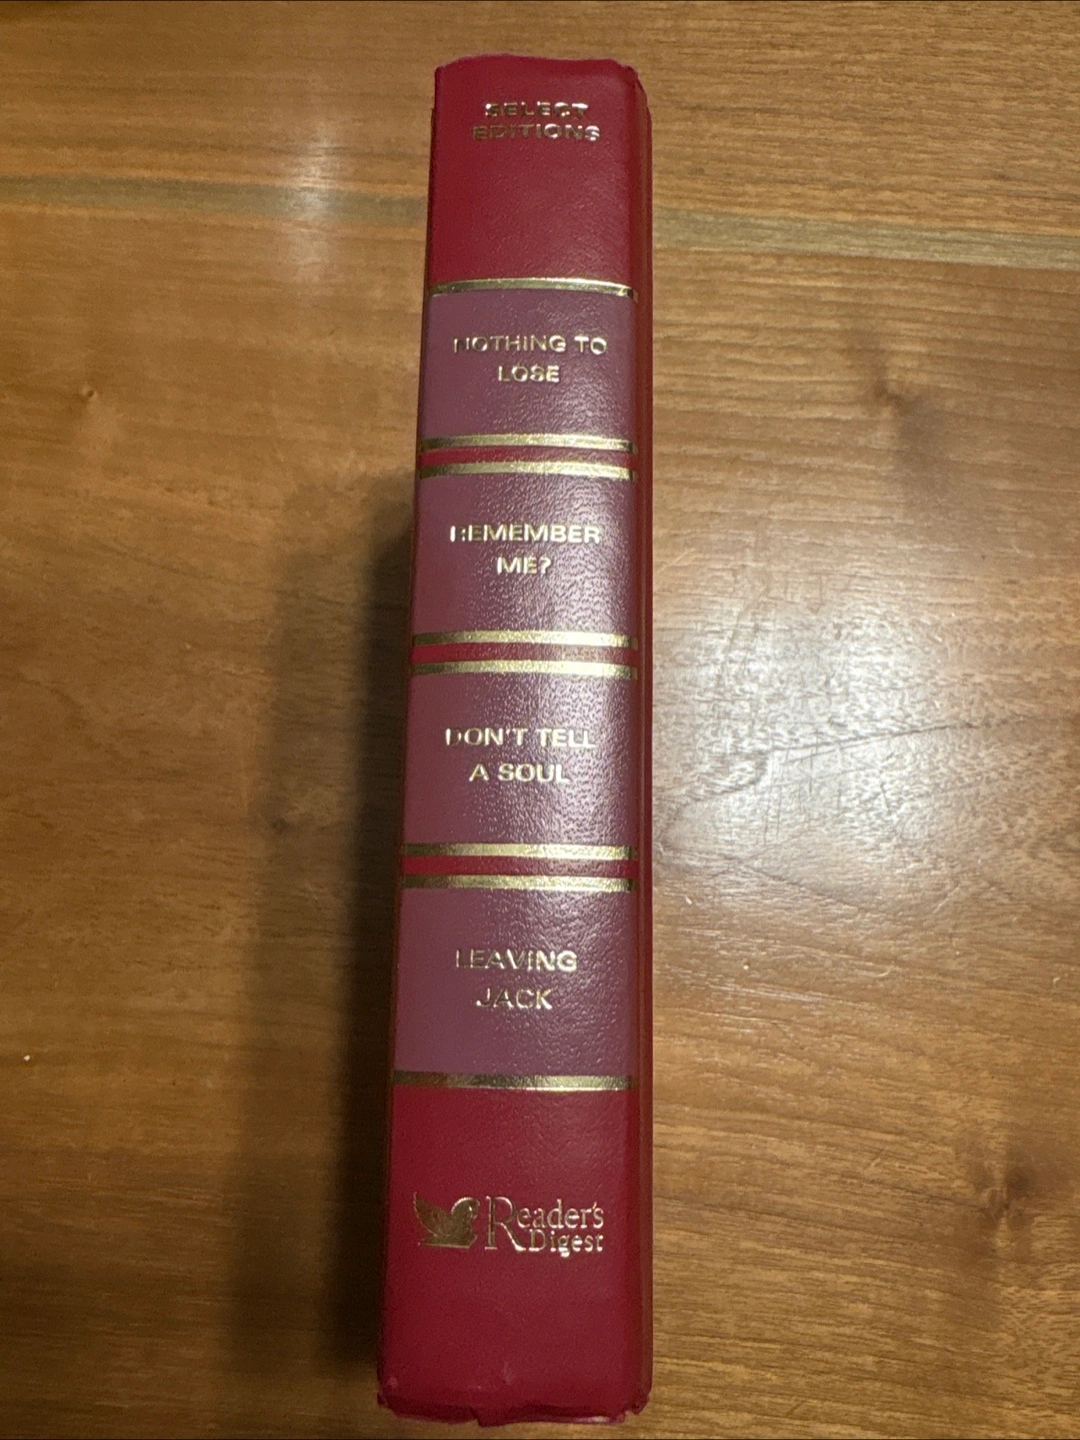 SELECT
EDITIONS
NOTHING TO
LOSE
REMEMBER
ME?
DON'T TELL
A SOUL
LEAVING
JACK
Reader's
Digest